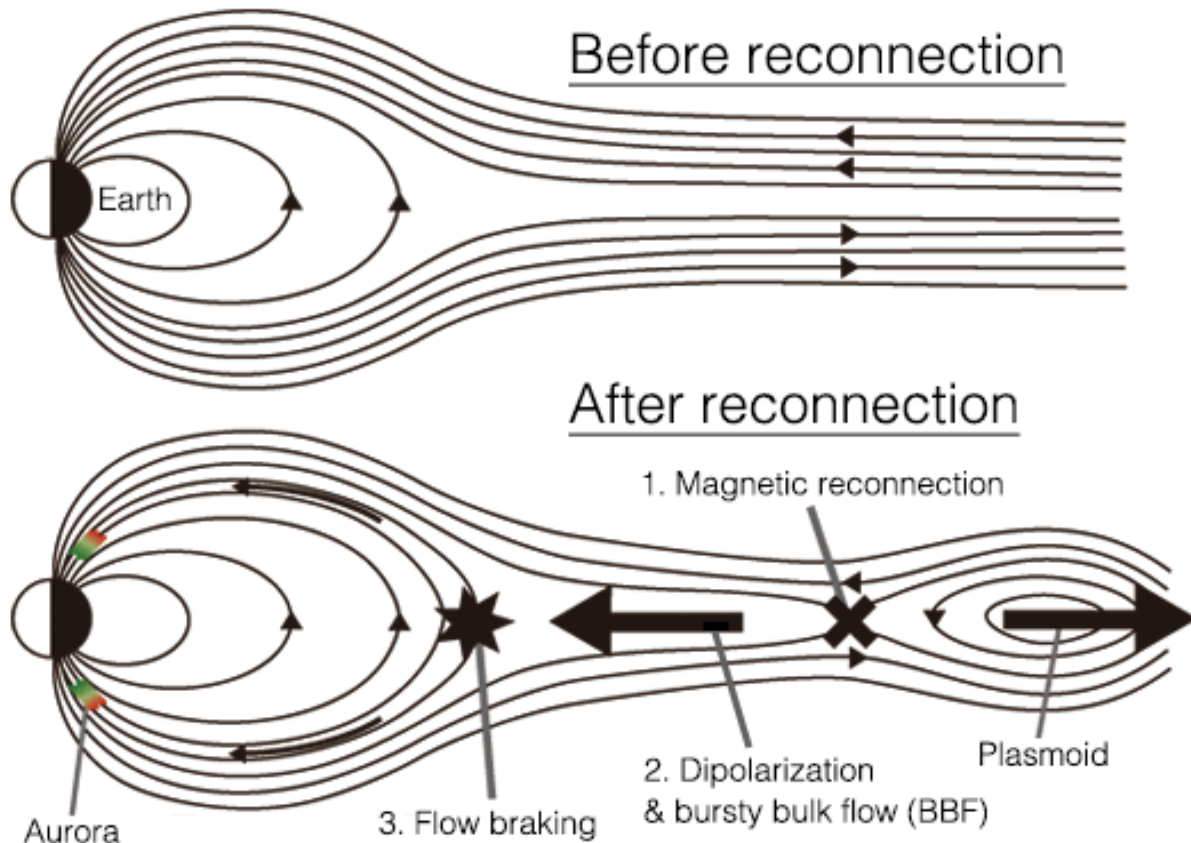 Before reconnection
Earth
After reconnection
1. Magnetic reconnection
Plasmoid
2. Dipolarization
& bursty bulk flow (BBF)
3. Flow braking
Aurora